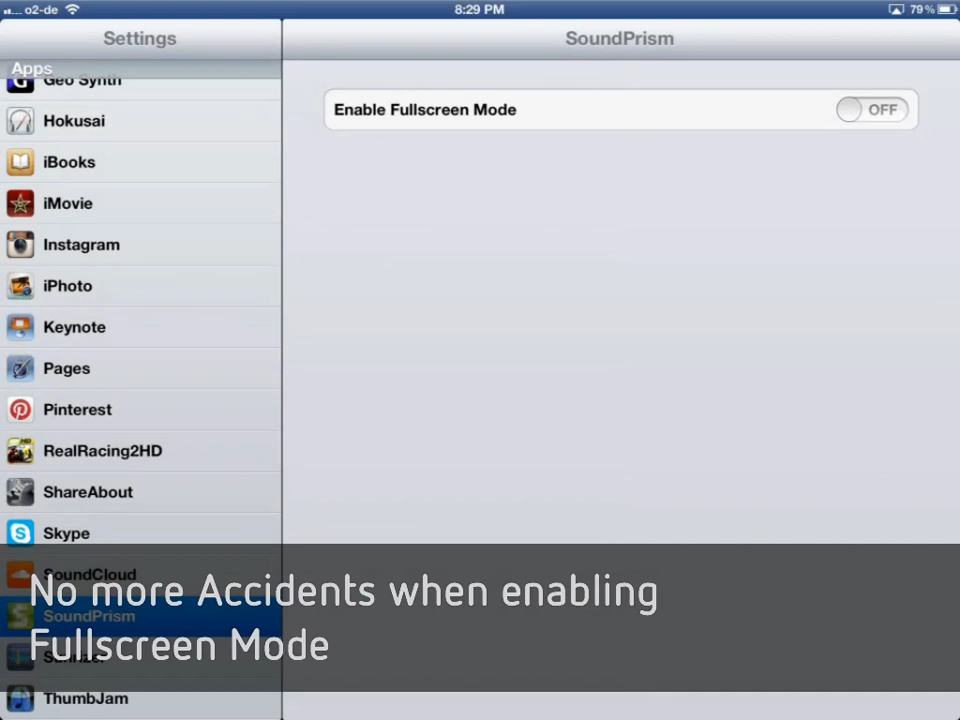 o2-de
8:29 PM
79%
Settings
SoundPrism
Apps
Geo Synth
Enable Fullscreen Mode
OFF
Hokusai
iBooks
iMovie
Instagram
iPhoto
Keynote
Pages
Pinterest
HD
RealRacing2HD
ShareAbout
Skype
SoundCloud
No more Accidents when enabling
SoundPrism
Fullscreen Mode
ThumbJam